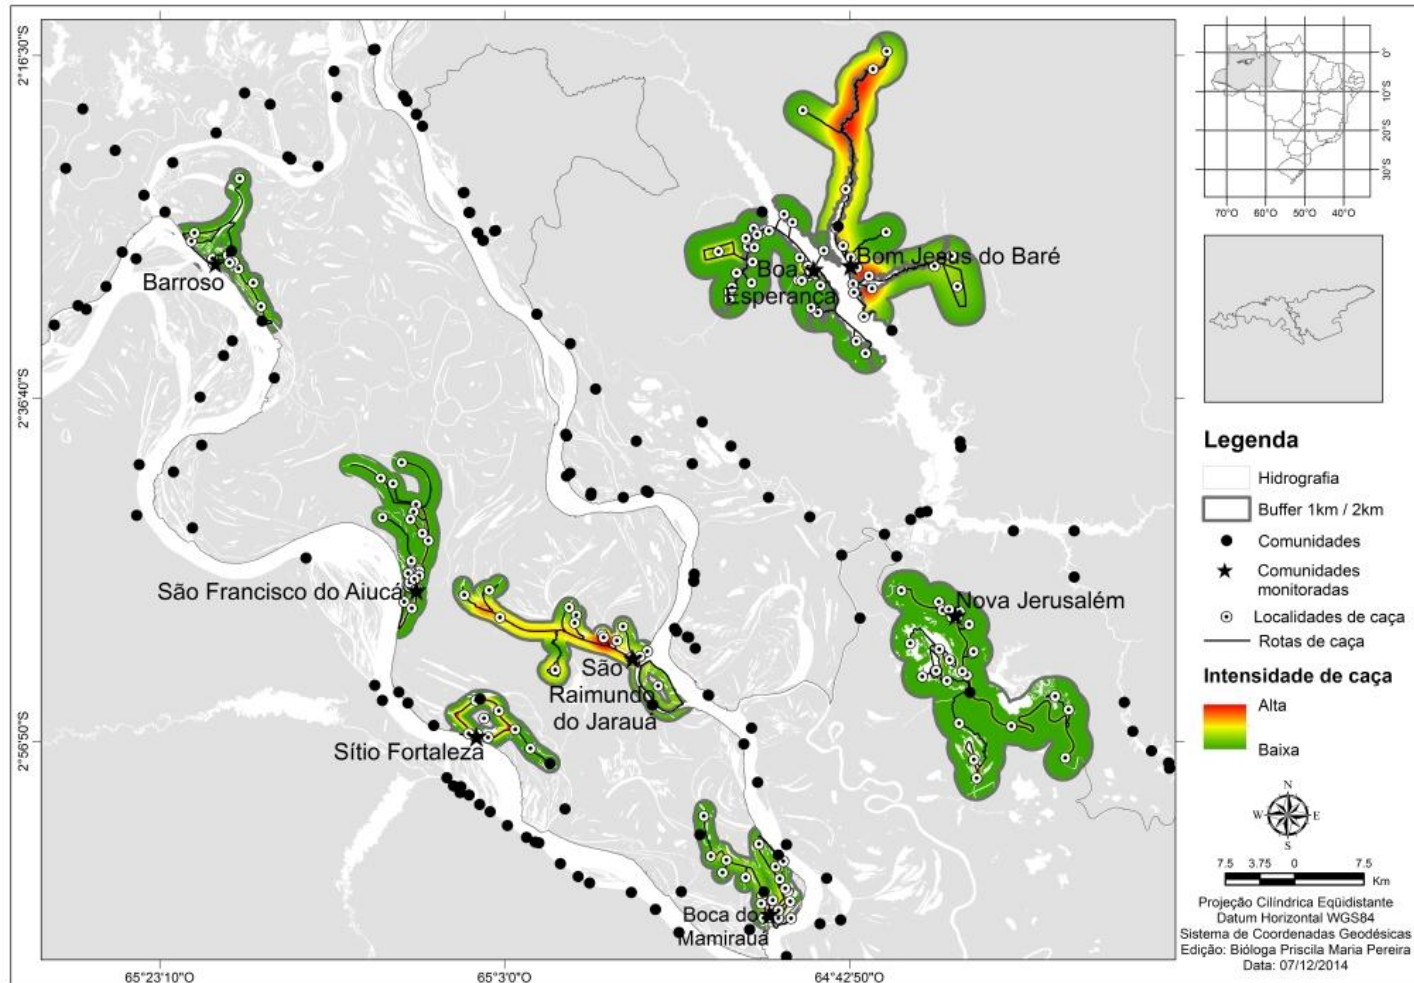 2°16'30"S
2°36'40"S
2°56'50"S
65°23'10"O
65°3'0"O
64°42'50"O
Barroso
Boa
Esperança
Bom Jesus do Baré
São Francisco do Aiucá
São
Raimundo
do Jarauá
Nova Jerusalém
Sítio Fortaleza
Boca do
Mamirauá
0°
10°S
20°S
30°S
70°O 60°O 50°O 40°O
Legenda
Hidrografia
Buffer 1km / 2km
Comunidades
Comunidades
monitoradas
Localidades de caça
Rotas de caça
Intensidade de caça
Alta
Baixa
N
W E
S
7.5 3.75 0 7.5
Km
Projeção Cilíndrica Eqüidistante
Datum Horizontal WGS84
Sistema de Coordenadas Geodésicas
Edição: Bióloga Priscila Maria Pereira
Data: 07/12/2014